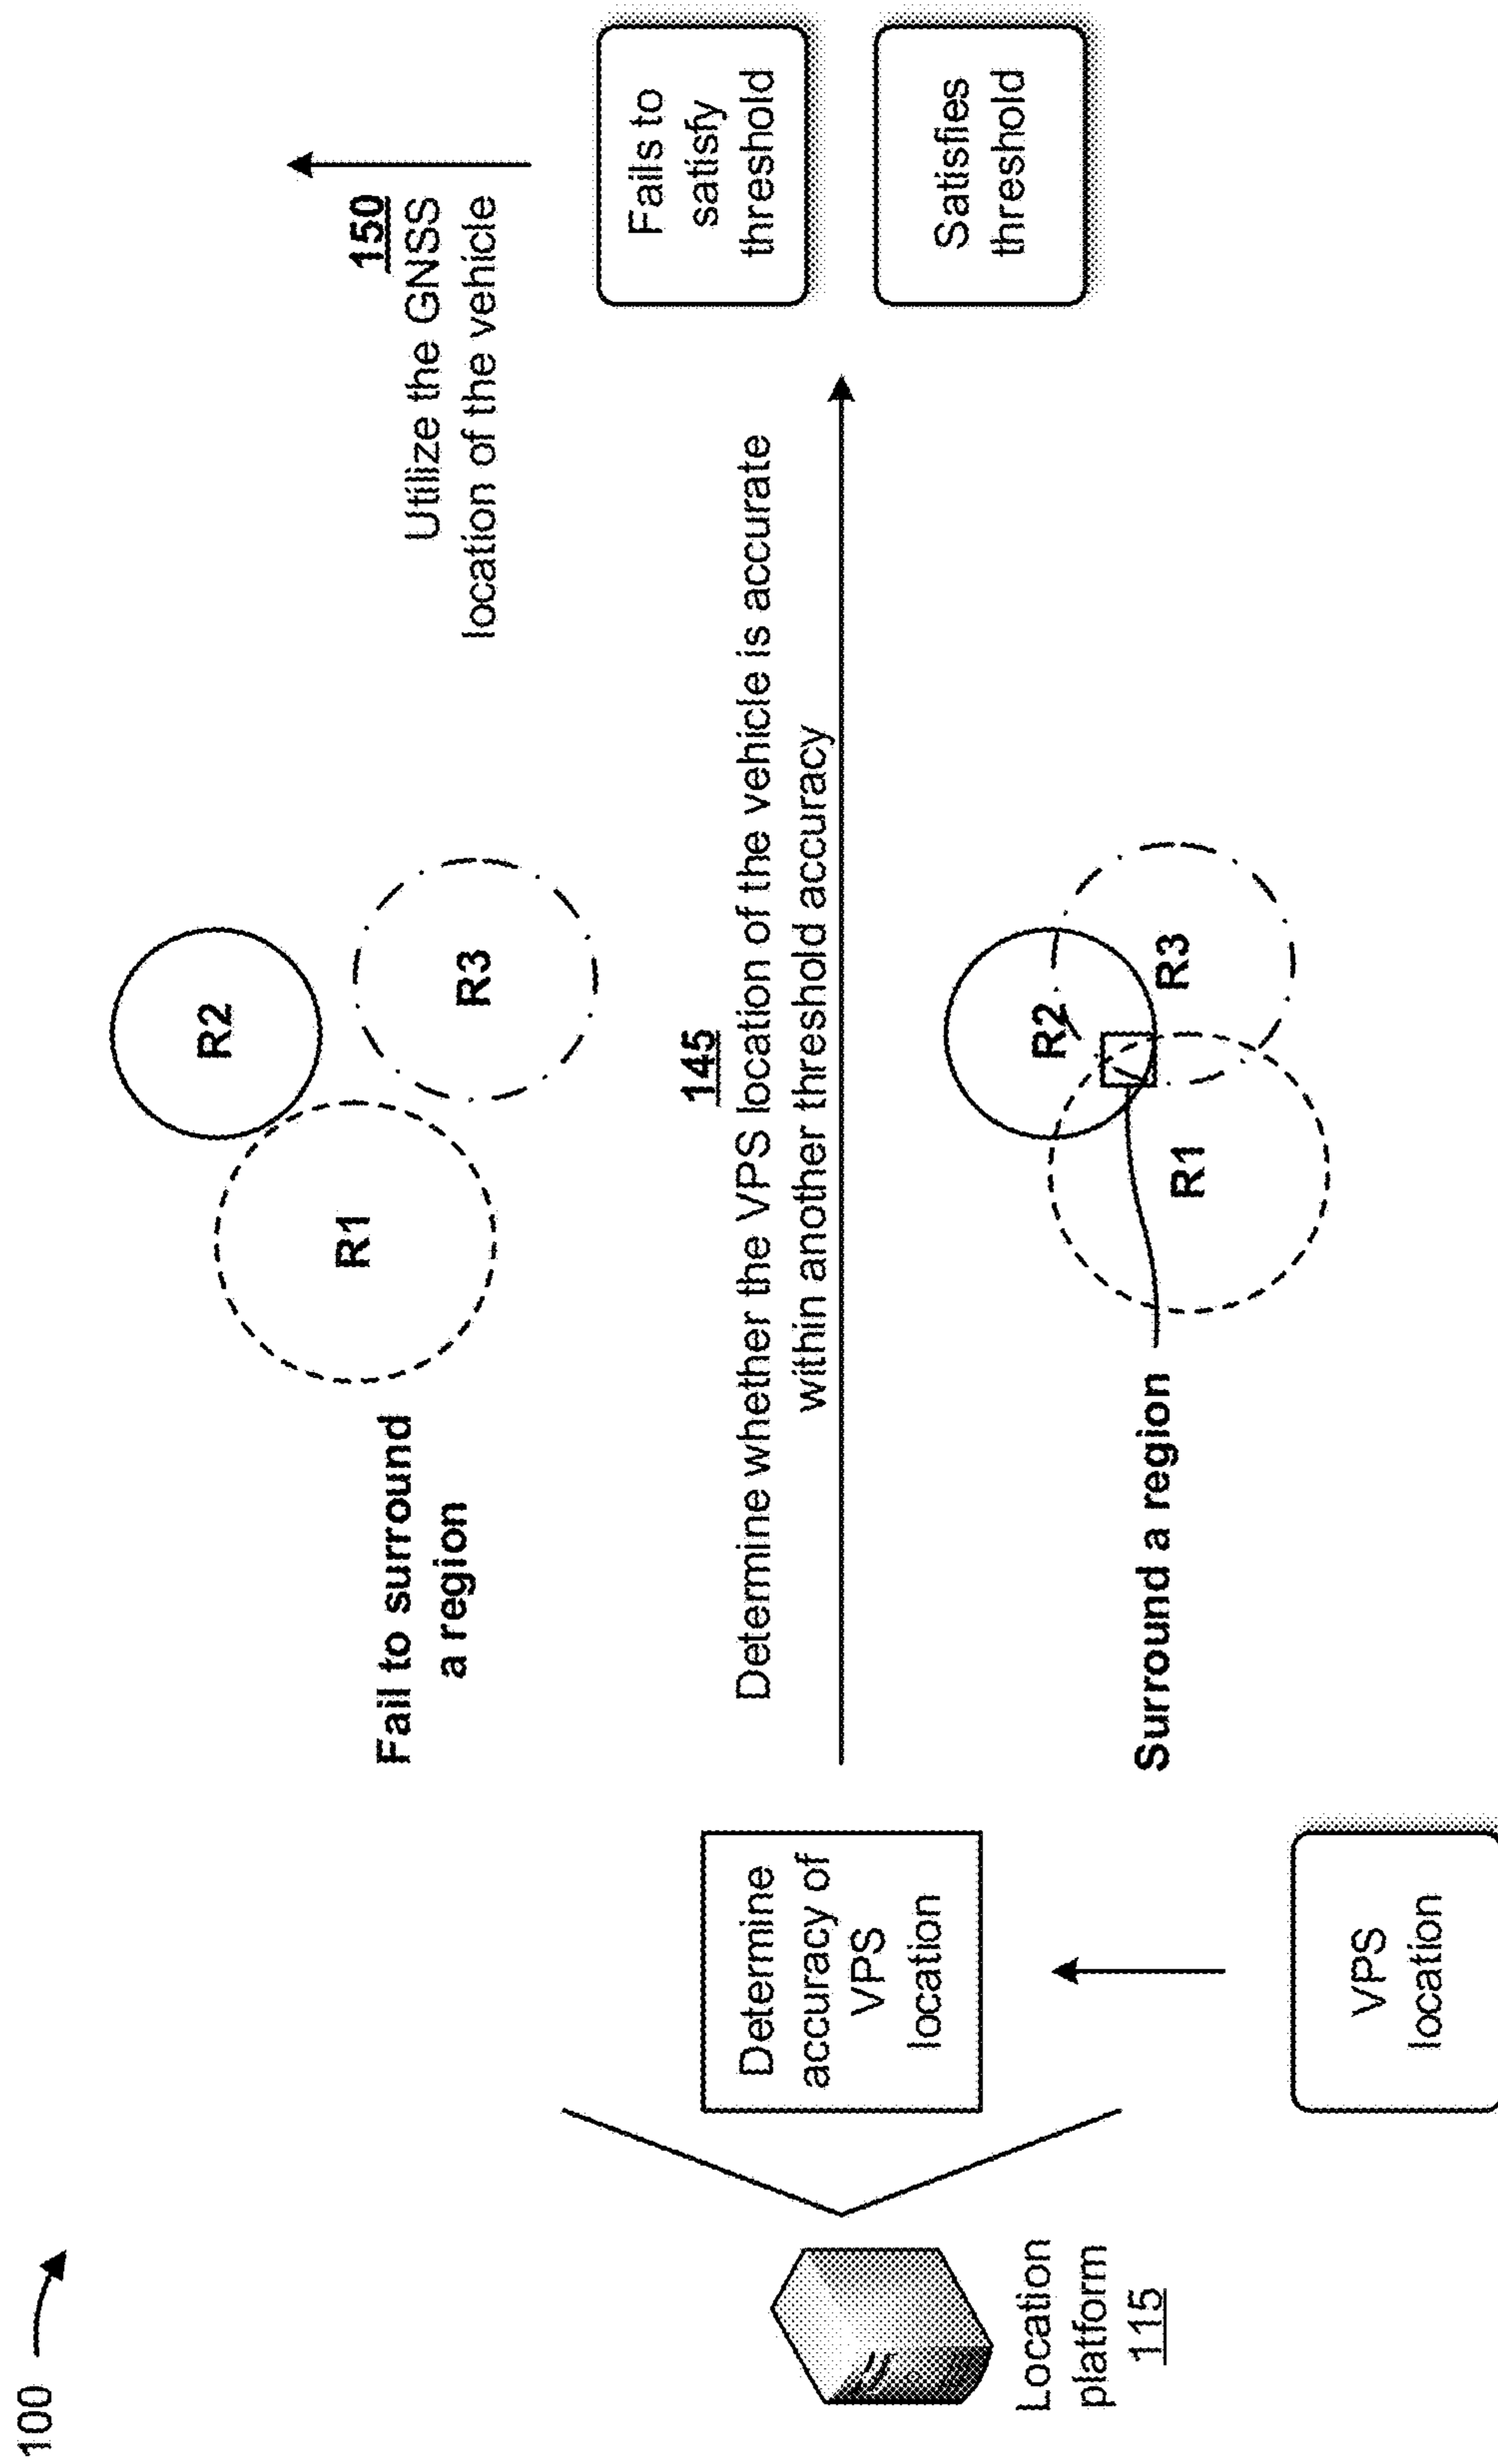 100
Location
platform
115
Determine
accuracy of
VPS
location
VPS
location
Fail to surround
a region
R1
R2
R3
145
Determine whether the VPS location of the vehicle is accurate
within another threshold accuracy
Surround a region
R1
R2
R3
150
Utilize the GNSS
location of the vehicle
Fails to
satisfy
threshold
Satisfies
threshold